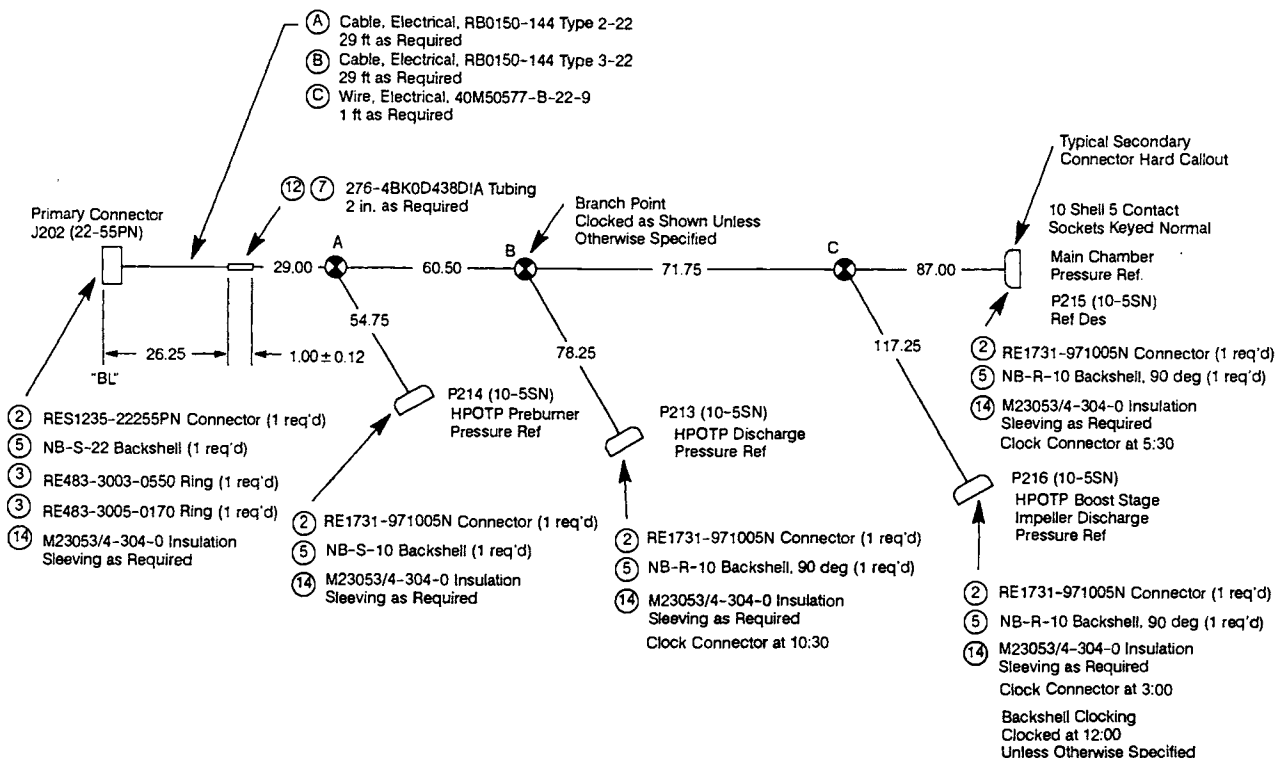 (A) Cable, Electrical, RB0150-144 Type 2-22
29 ft as Required
(B) Cable, Electrical, RB0150-144 Type 3-22
29 ft as Required
(C) Wire, Electrical, 40M50577-B-22-9
1 ft as Required
(12) (7) 276-4BK0D438DIA Tubing
2 in. as Required
Primary Connector
J202 (22-55PN)
Branch Point
Clocked as Shown Unless
Otherwise Specified
Typical Secondary
Connector Hard Callout
10 Shell 5 Contact
Sockets Keyed Normal
Main Chamber
Pressure Ref.
P215 (10-5SN)
Ref Des
A
B
C
29.00
60.50
71.75
87.00
54.75
78.25
117.25
26.25
1.00 ± 0.12
"BL"
(2) RES1235-22255PN Connector (1 req'd)
(5) NB-S-22 Backshell (1 req'd)
(3) RE483-3003-0550 Ring (1 req'd)
(3) RE483-3005-0170 Ring (1 req'd)
(14) M23053/4-304-0 Insulation
Sleeving as Required
P214 (10-5SN)
HPOTP Preburner
Pressure Ref
(2) RE1731-971005N Connector (1 req'd)
(5) NB-S-10 Backshell (1 req'd)
(14) M23053/4-304-0 Insulation
Sleeving as Required
P213 (10-5SN)
HPOTP Discharge
Pressure Ref
(2) RE1731-971005N Connector (1 req'd)
(5) NB-R-10 Backshell, 90 deg (1 req'd)
(14) M23053/4-304-0 Insulation
Sleeving as Required
Clock Connector at 10:30
(2) RE1731-971005N Connector (1 req'd)
(5) NB-R-10 Backshell, 90 deg (1 req'd)
(14) M23053/4-304-0 Insulation
Sleeving as Required
Clock Connector at 5:30
P216 (10-5SN)
HPOTP Boost Stage
Impeller Discharge
Pressure Ref
(2) RE1731-971005N Connector (1 req'd)
(5) NB-R-10 Backshell, 90 deg (1 req'd)
(14) M23053/4-304-0 Insulation
Sleeving as Required
Clock Connector at 3:00
Backshell Clocking
Clocked at 12:00
Unless Otherwise Specified